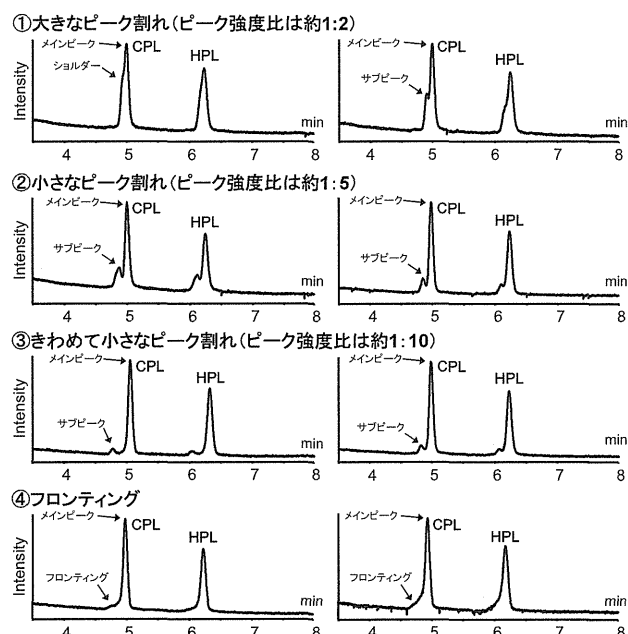 ①大きなピーク割れ(ピーク強度比は約1:2)
メインピーク CPL
ショルダー
HPL
Intensity
min
4 5 6 7 8
メインピーク CPL
サブピーク
HPL
min
4 5 6 7 8
②小さなピーク割れ(ピーク強度比は約1:5)
メインピーク CPL
サブピーク
HPL
Intensity
min
4 5 6 7 8
メインピーク CPL
サブピーク
HPL
min
4 5 6 7 8
③きわめて小さなピーク割れ(ピーク強度比は約1:10)
メインピーク CPL
サブピーク
HPL
Intensity
min
4 5 6 7 8
メインピーク CPL
サブピーク
HPL
min
4 5 6 7 8
④フロンティング
メインピーク CPL
フロンティング
HPL
Intensity
min
4 5 6 7 8
メインピーク CPL
フロンティング
HPL
min
4 5 6 7 8